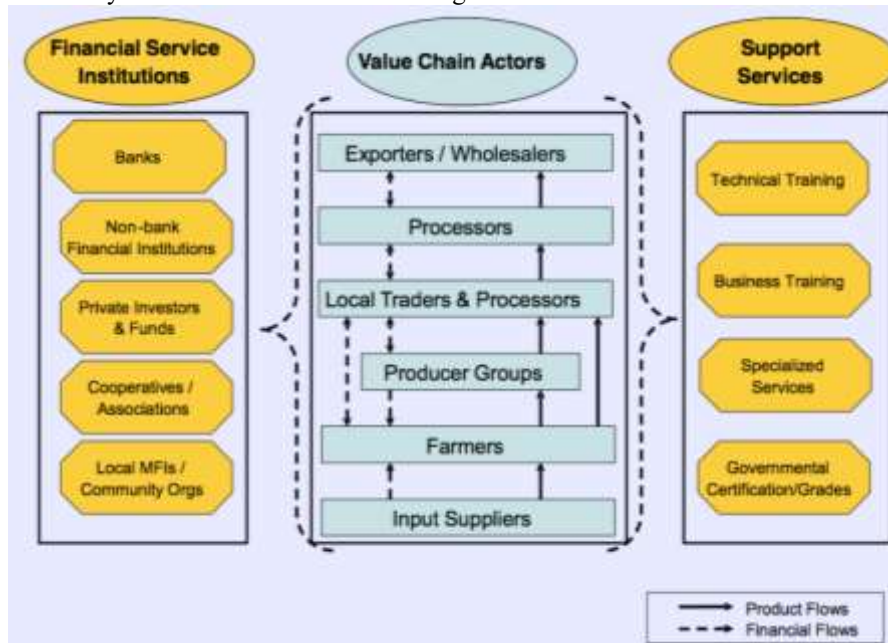 Financial Service
Institutions
Banks
Non-bank
Financial Institutions
Private Investors
& Funds
Cooperatives /
Associations
Local MFIs /
Community Orgs
Value Chain Actors
Exporters / Wholesalers
Processors
Local Traders & Processors
Producer Groups
Farmers
Input Suppliers
Support
Services
Technical Training
Business Training
Specialized
Services
Governmental
Certification/Grades
Product Flows
Financial Flows